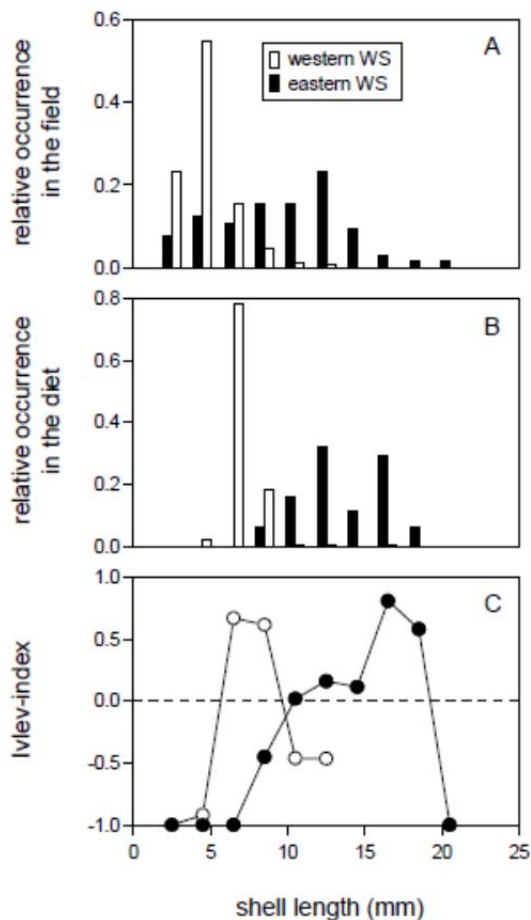 relative occurrence
in the field
0.6
0.4
0.2
0.0
A
western WS
eastern WS
relative occurrence
in the diet
0.8
0.6
0.4
0.2
0.0
B
Ivlev-index
1.0
0.5
0.0
-0.5
-1.0
C
0 5 10 15 20 25
shell length (mm)